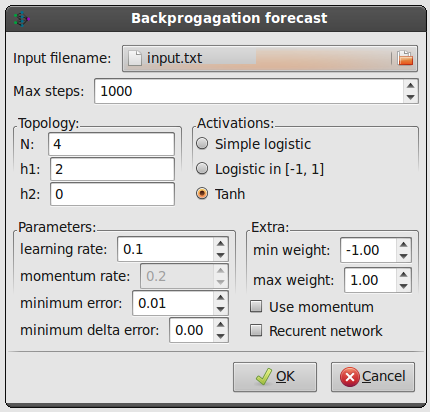 Backprogagation forecast
Input filename: input.txt
Max steps: 1000
Topology: Activations:
N: 4 Simple logistic
h1: 2 Logistic in [-1, 1]
h2: 0 Tanh
Parameters: Extra:
learning rate: 0.1 min weight: -1.00
momentum rate: 0.2 max weight: 1.00
minimum error: 0.01 Use momentum
minimum delta error: 0.00 Recurent network
OK Cancel